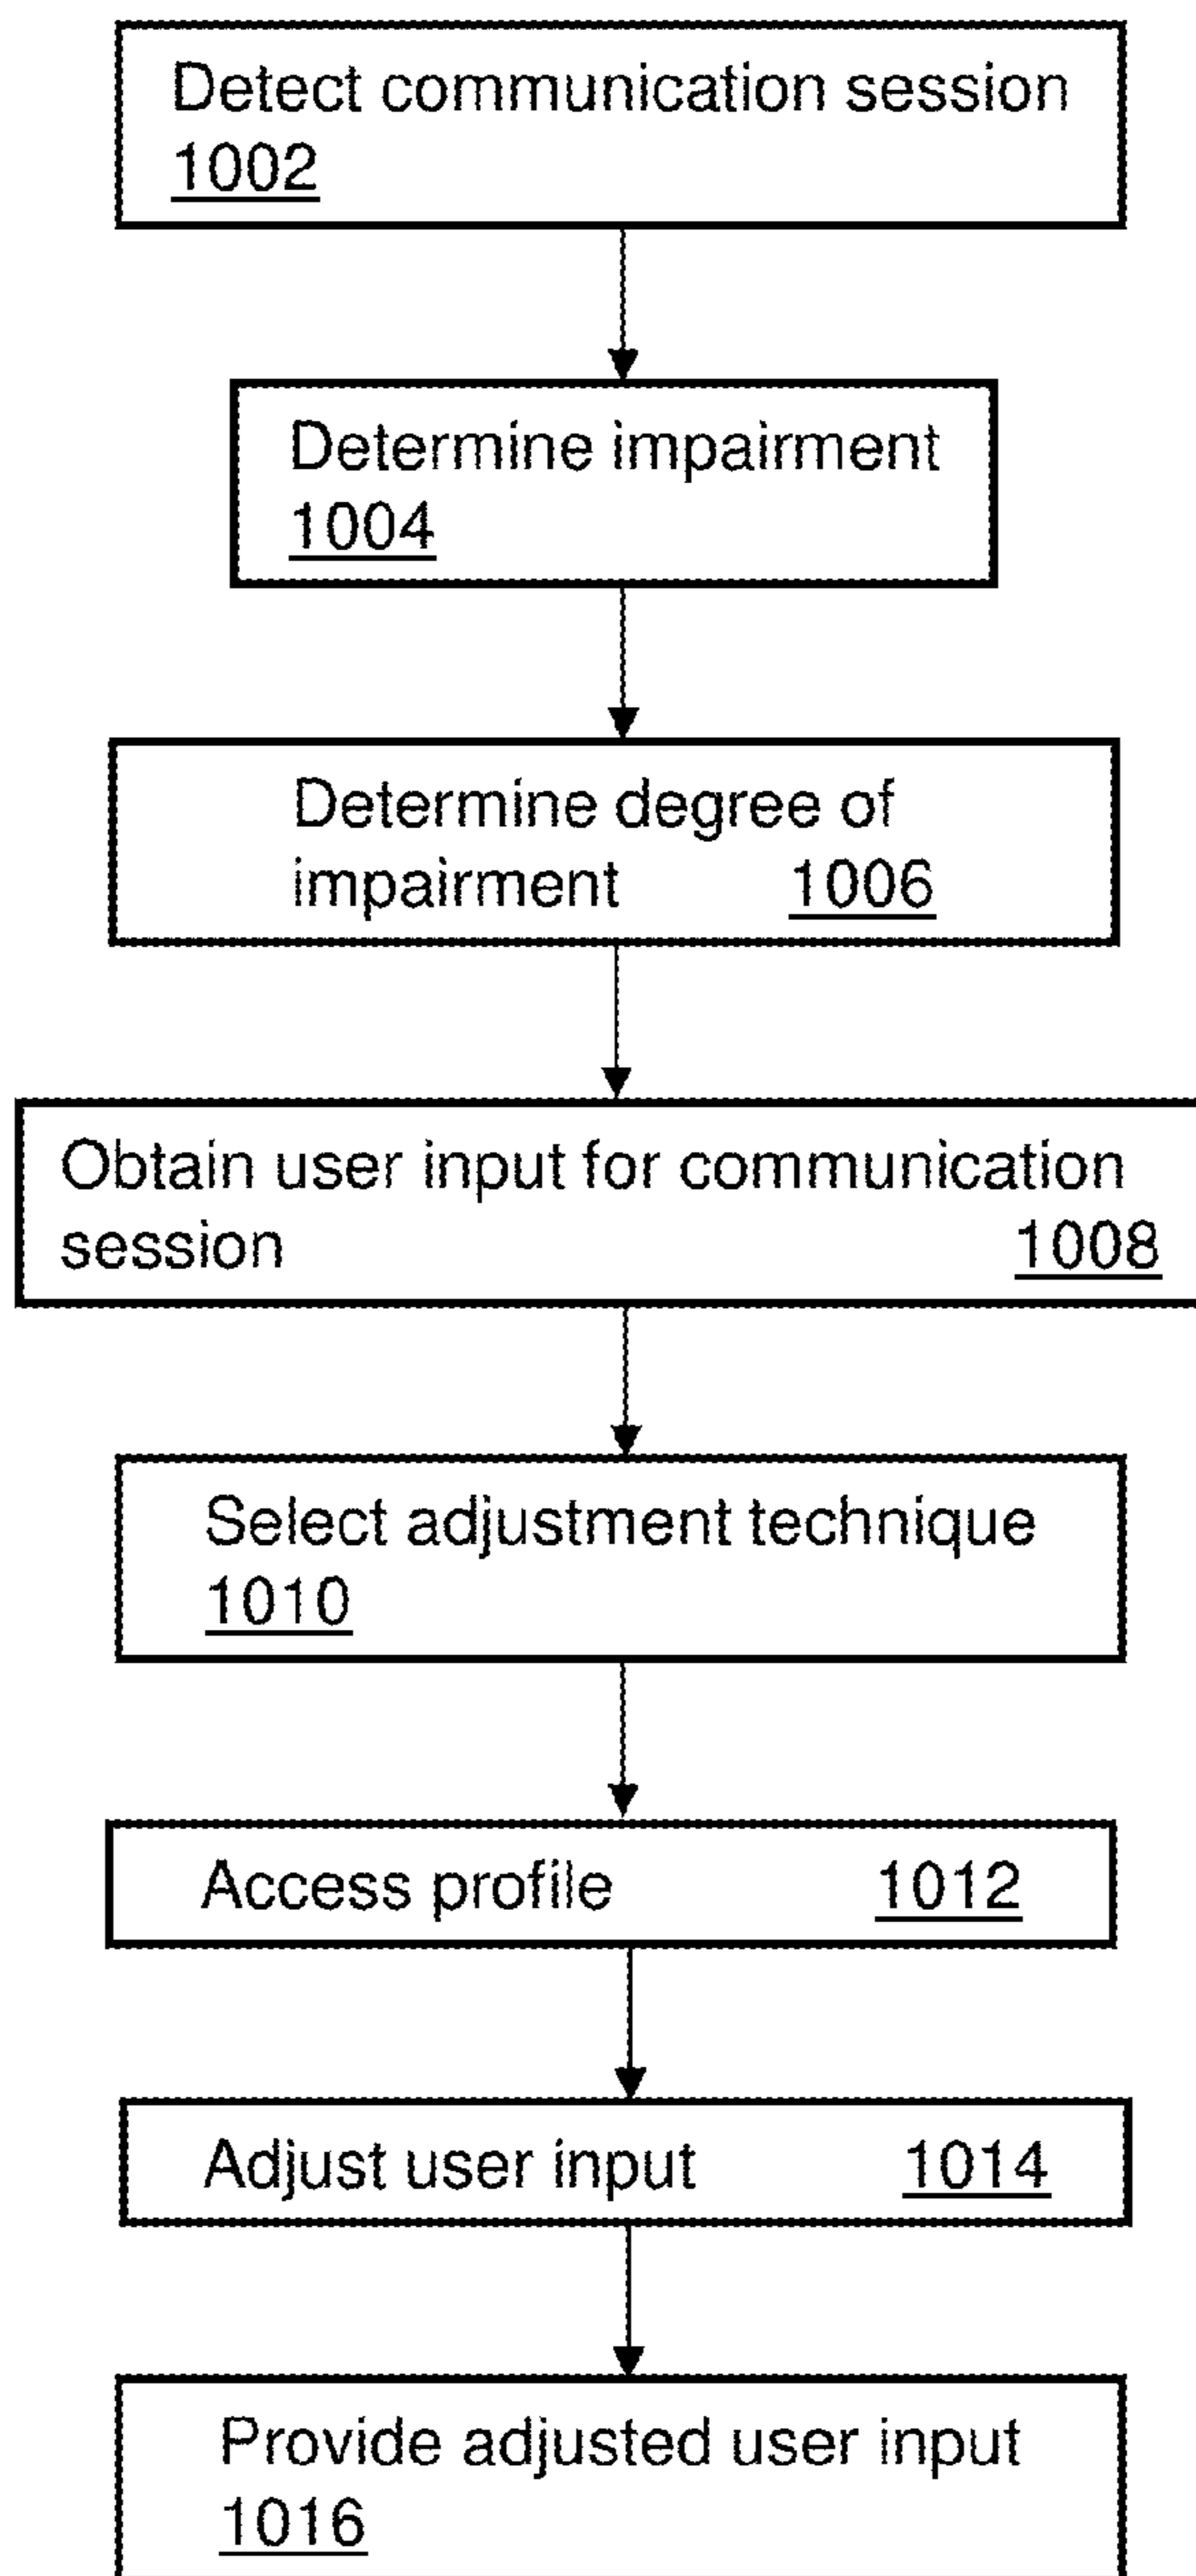 Detect communication session
1002
Determine impairment
1004
Determine degree of
impairment 1006
Obtain user input for communication
session 1008
Select adjustment technique
1010
Access profile 1012
Adjust user input 1014
Provide adjusted user input
1016